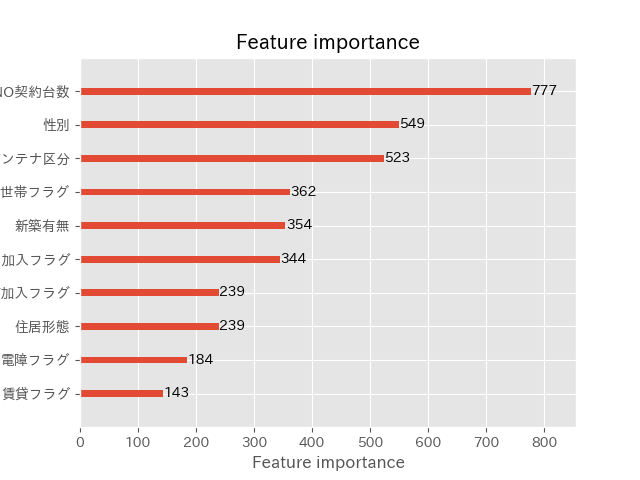 Feature importance
NO契約台数
777
性別
549
ンテナ区分
523
世帯フラグ
362
新築有無
354
加入フラグ
344
加入フラグ
239
住居形態
239
電障フラグ
184
賃貸フラグ
143
0 100 200 300 400 500 600 700 800
Feature importance